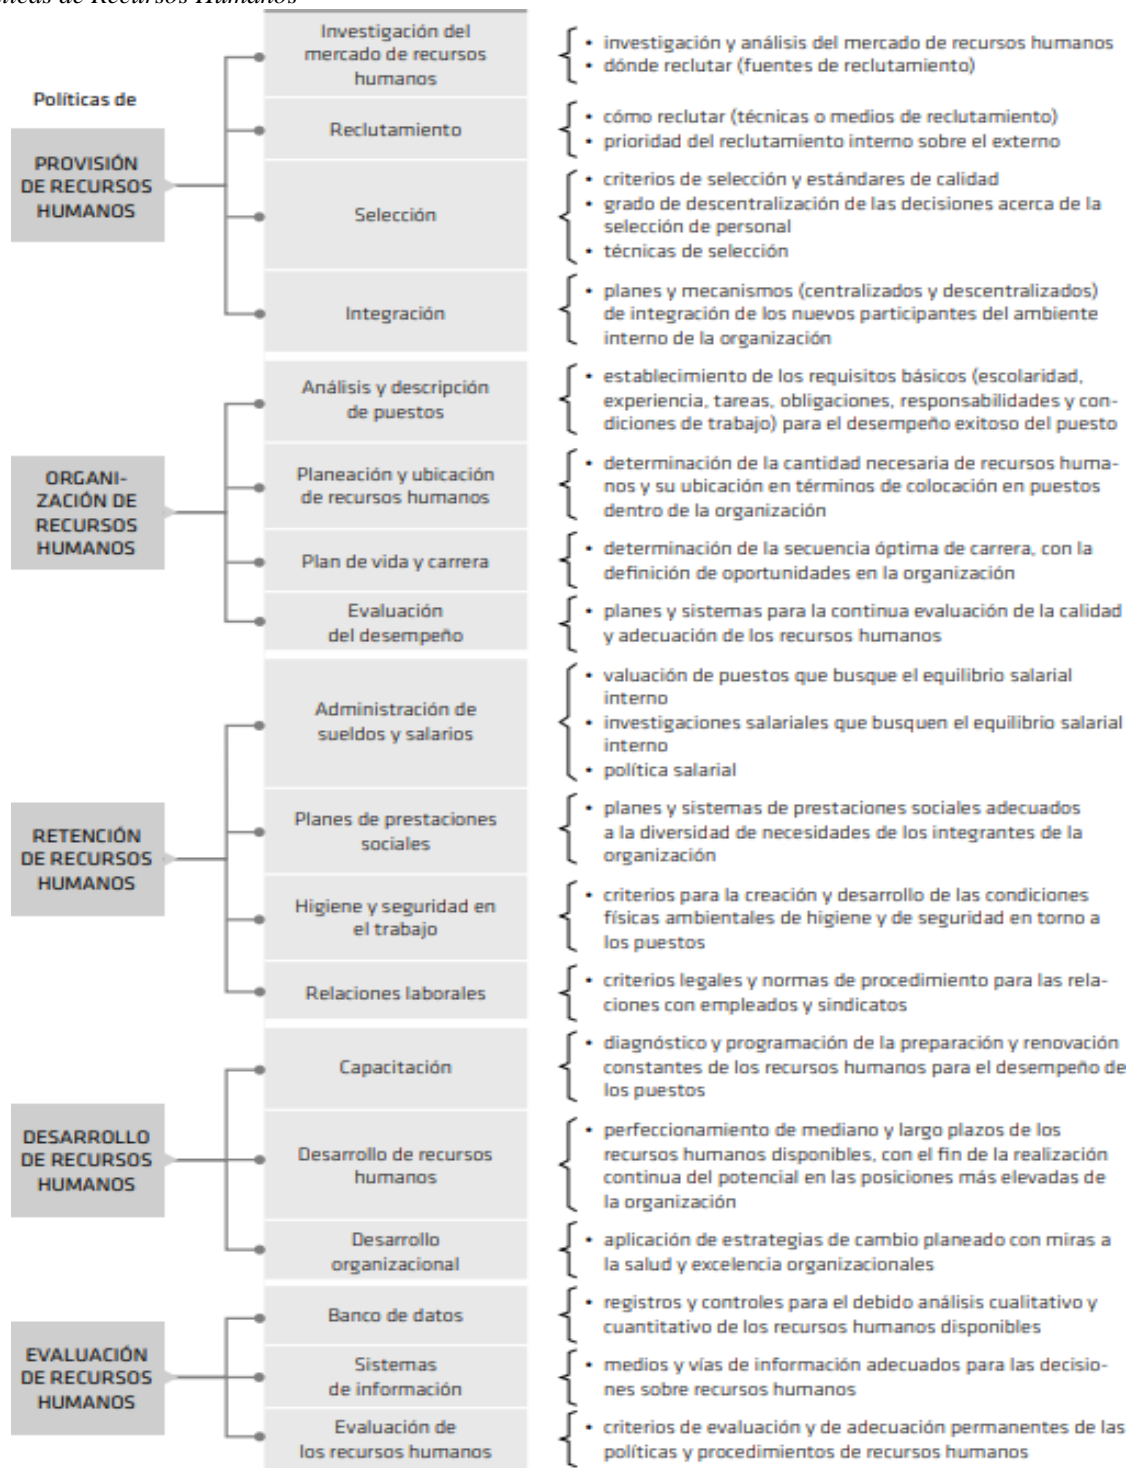 Recursos Humanos
Políticas de
PROVISIÓN
DE RECURSOS
HUMANOS
Investigación del
mercado de recursos
humanos
• investigación y análisis del mercado de recursos humanos
• dónde reclutar (fuentes de reclutamiento)
Reclutamiento
• cómo reclutar (técnicas o medios de reclutamiento)
• prioridad del reclutamiento interno sobre el externo
Selección
• criterios de selección y estándares de calidad
• grado de descentralización de las decisiones acerca de la
selección de personal
• técnicas de selección
Integración
• planes y mecanismos (centralizados y descentralizados)
de integración de los nuevos participantes del ambiente
interno de la organización
ORGANI-
ZACIÓN DE
RECURSOS
HUMANOS
Análisis y descripción
de puestos
• establecimiento de los requisitos básicos (escolaridad,
experiencia, tareas, obligaciones, responsabilidades y con-
diciones de trabajo) para el desempeño exitoso del puesto
Planeación y ubicación
de recursos humanos
• determinación de la cantidad necesaria de recursos huma-
nos y su ubicación en términos de colocación en puestos
dentro de la organización
Plan de vida y carrera
• determinación de la secuencia óptima de carrera, con la
definición de oportunidades en la organización
Evaluación
del desempeño
• planes y sistemas para la continua evaluación de la calidad
y adecuación de los recursos humanos
RETENCIÓN
DE RECURSOS
HUMANOS
Administración de
sueldos y salarios
• valuación de puestos que busque el equilibrio salarial
interno
• investigaciones salariales que busquen el equilibrio salarial
interno
• política salarial
Planes de prestaciones
sociales
• planes y sistemas de prestaciones sociales adecuados
a la diversidad de necesidades de los integrantes de la
organización
Higiene y seguridad en
el trabajo
• criterios para la creación y desarrollo de las condiciones
físicas ambientales de higiene y de seguridad en torno a
los puestos
Relaciones laborales
• criterios legales y normas de procedimiento para las rela-
ciones con empleados y sindicatos
DESARROLLO
DE RECURSOS
HUMANOS
Capacitación
• diagnóstico y programación de la preparación y renovación
constantes de los recursos humanos para el desempeño de
los puestos
Desarrollo de recursos
humanos
• perfeccionamiento de mediano y largo plazos de los
recursos humanos disponibles, con el fin de la realización
continua del potencial en las posiciones más elevadas de
la organización
Desarrollo
organizacional
• aplicación de estrategias de cambio planeado con miras a
la salud y excelencia organizacionales
EVALUACIÓN
DE RECURSOS
HUMANOS
Banco de datos
• registros y controles para el debido análisis cualitativo y
cuantitativo de los recursos humanos disponibles
Sistemas
de información
• medios y vías de información adecuados para las decisio-
nes sobre recursos humanos
Evaluación de
los recursos humanos
• criterios de evaluación y de adecuación permanentes de las
políticas y procedimientos de recursos humanos